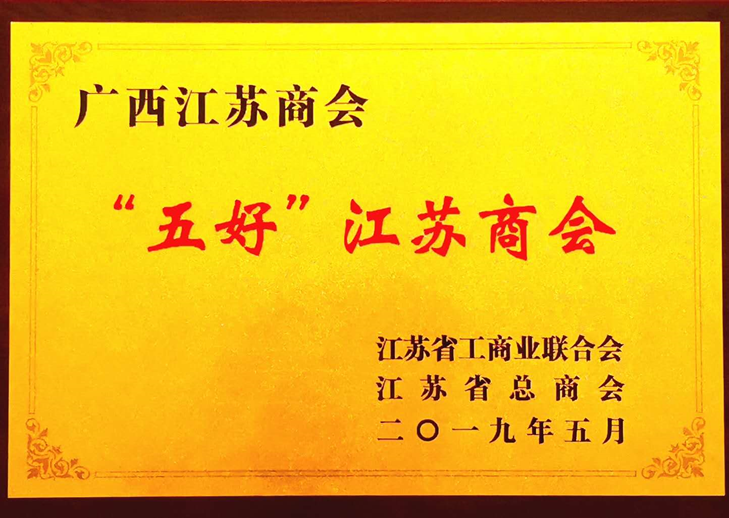 广西江苏商会
“五好”江苏商会
江苏省工商业联合会
江苏省总商会
二〇一九年五月